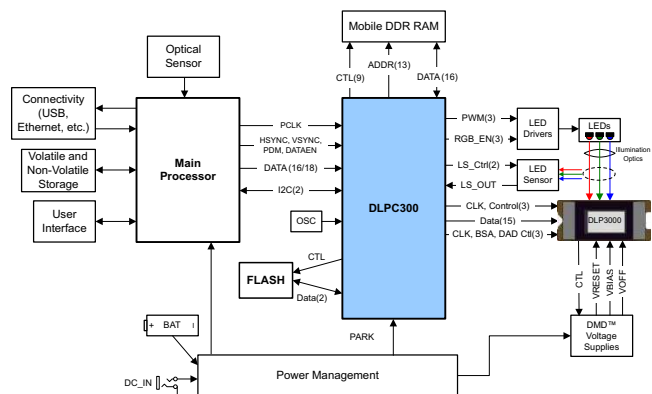 Mobile DDR RAM
Optical
Sensor
CTL(9)
ADDR(13)
DATA(16)
Connectivity
(USB,
Ethernet, etc.)
Volatile and
Non-Volatile
Storage
User
Interface
Main
Processor
PCLK
HSYNC, VSYNC,
PDM, DATAEN
DATA (16/18)
I2C(2)
OSC
FLASH
CTL
Data(2)
DLPC300
PWM(3)
RGB_EN(3)
LS_Ctrl(2)
LS_OUT
CLK, Control(3)
Data(15)
CLK, BSA, DAD Ctl(3)
LED
Drivers
LEDs
LED
Sensor
Illumination
Optics
DLP3000
CTL
VRESET
VBIAS
VOFF
DMD™
Voltage
Supplies
PARK
+ BAT I
DC_IN
Power Management